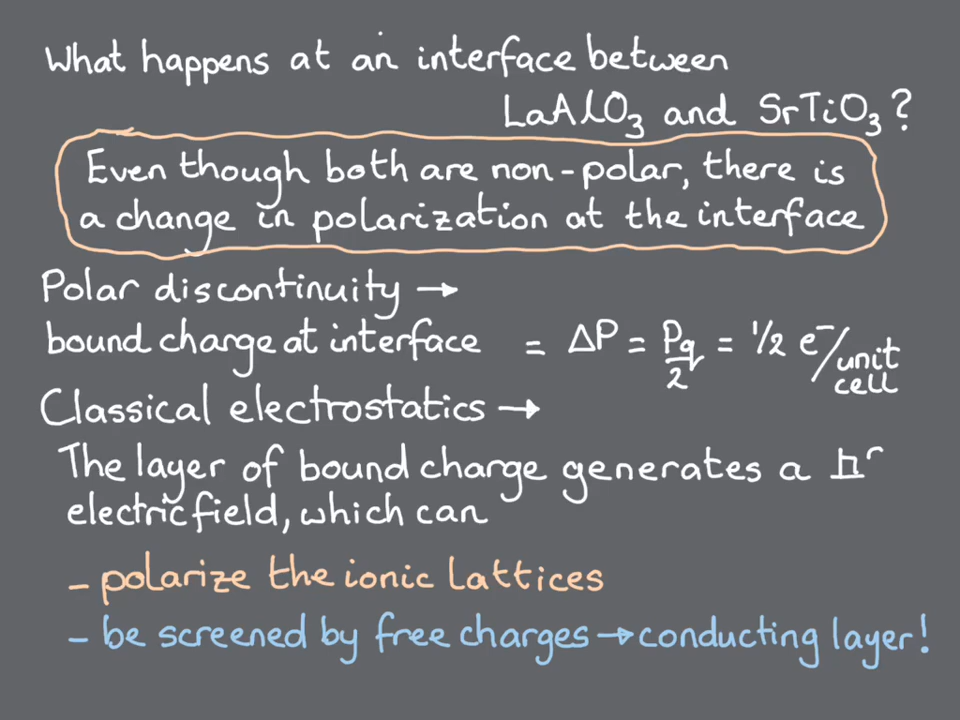 What happens at an interface between
LaAlO₃ and SrTiO₃?
Even though both are non-polar, there is
a change in polarization at the interface
Polar discontinuity →
bound charge at interface = ΔP = Pq/2 = 1/2 e⁻/unit cell
Classical electrostatics →
The layer of bound charge generates a
electric field, which can
- polarize the ionic lattices
- be screened by free charges → conducting layer!